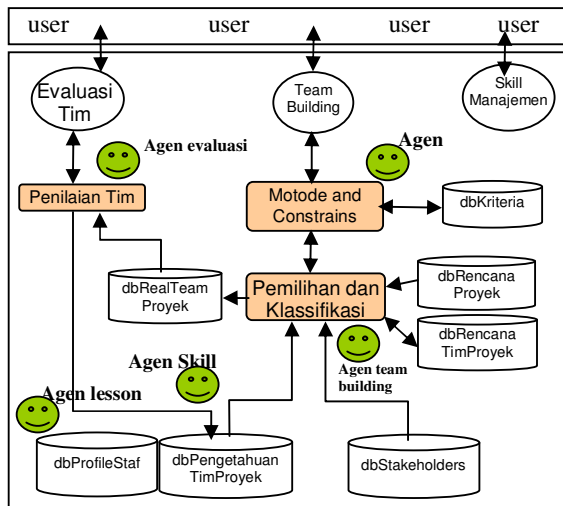 user user user user
Evaluasi
Tim
Team
Building
Skill
Manajemen
Agen evaluasi
Agen
Penilaian Tim
Motode and
Constrains
dbKriteria
dbRealTeam
Proyek
Pemilihan dan
Klassifikasi
dbRencana
Proyek
dbRencana
TimProyek
Agen Skill
Agen team
building
Agen lesson
dbProfileStaf
dbPengetahuan
TimProyek
dbStakeholders